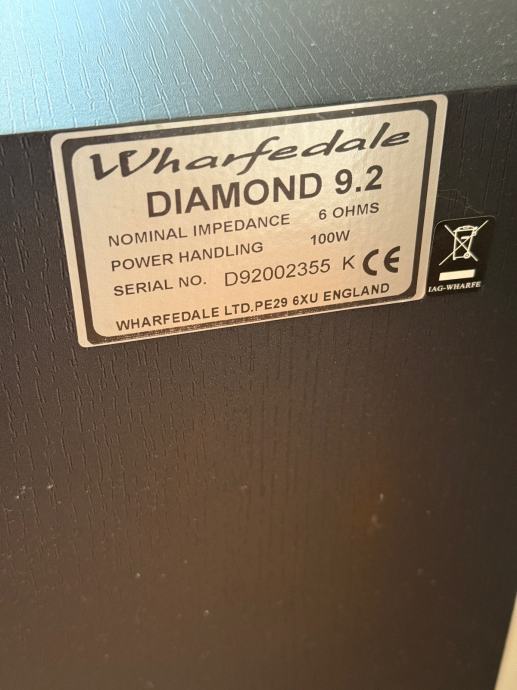 Wharfedale
DIAMOND 9.2
NOMINAL IMPEDANCE 6 OHMS
POWER HANDLING 100W
SERIAL NO. D92002355 K CE
WHARFEDALE LTD.PE29 6XU ENGLAND
IAG-WHARFE